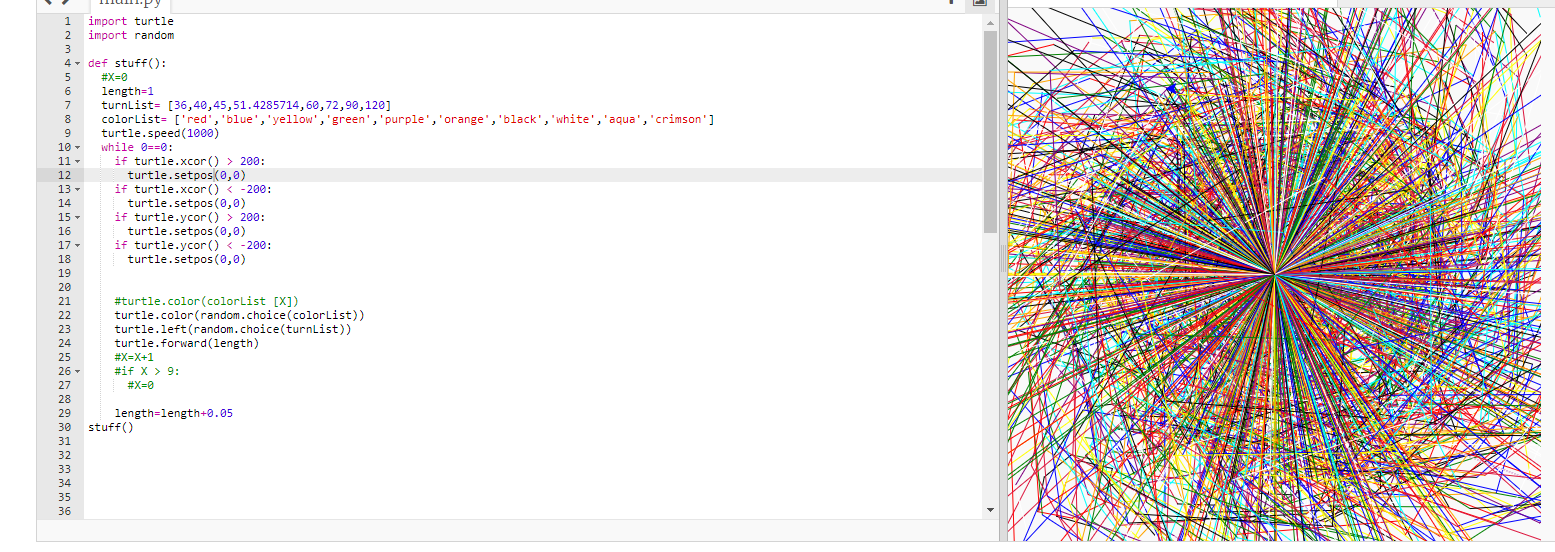 main.py
1 import turtle
2 import random
3
4 def stuff():
5 #X=0
6 length=1
7 turnList= [36,40,45,51.4285714,60,72,90,120]
8 colorList= ['red','blue','yellow','green','purple','orange','black','white','aqua','crimson']
9 turtle.speed(1000)
10 while 0==0:
11 if turtle.xcor() > 200:
12 turtle.setpos(0,0)
13 if turtle.xcor() < -200:
14 turtle.setpos(0,0)
15 if turtle.ycor() > 200:
16 turtle.setpos(0,0)
17 if turtle.ycor() < -200:
18 turtle.setpos(0,0)
19
20
21 #turtle.color(colorList [X])
22 turtle.color(random.choice(colorList))
23 turtle.left(random.choice(turnList))
24 turtle.forward(length)
25 #X=X+1
26 #if X > 9:
27 #X=0
28
29 length=length+0.05
30 stuff()
31
32
33
34
35
36